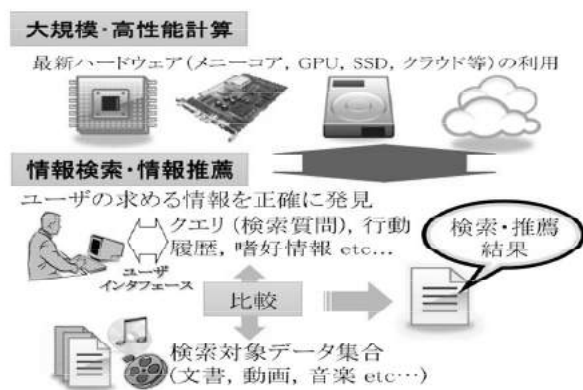 大規模・高性能計算
最新ハードウェア(メニーコア, GPU, SSD, クラウド等)の利用
情報検索・情報推薦
ユーザの求める情報を正確に発見
クエリ (検索質問), 行動
履歴, 嗜好情報 etc…
ユーザ
インタフェース
検索・推薦
結果
比較
検索対象データ集合
(文書, 動画, 音楽 etc…)